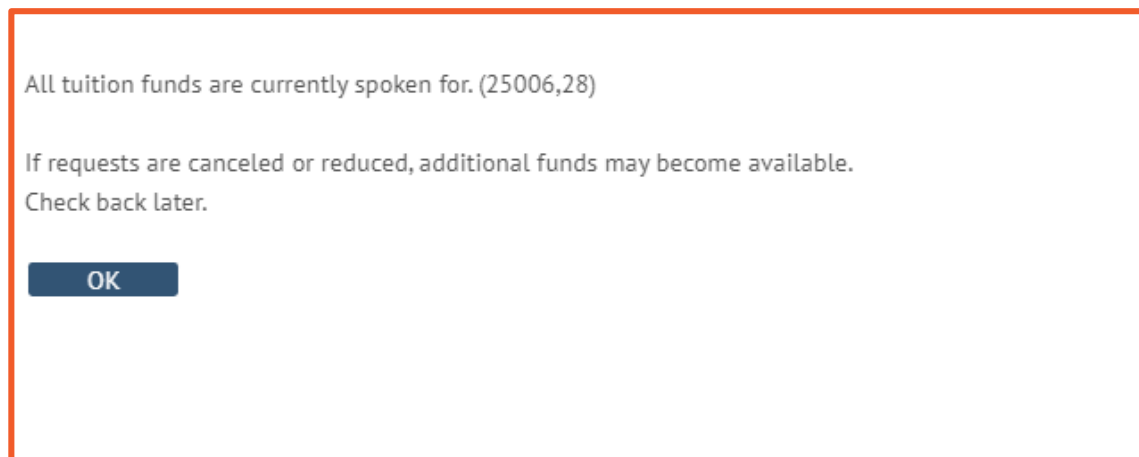 All tuition funds are currently spoken for. (25006,28)
If requests are canceled or reduced, additional funds may become available.
Check back later.
OK